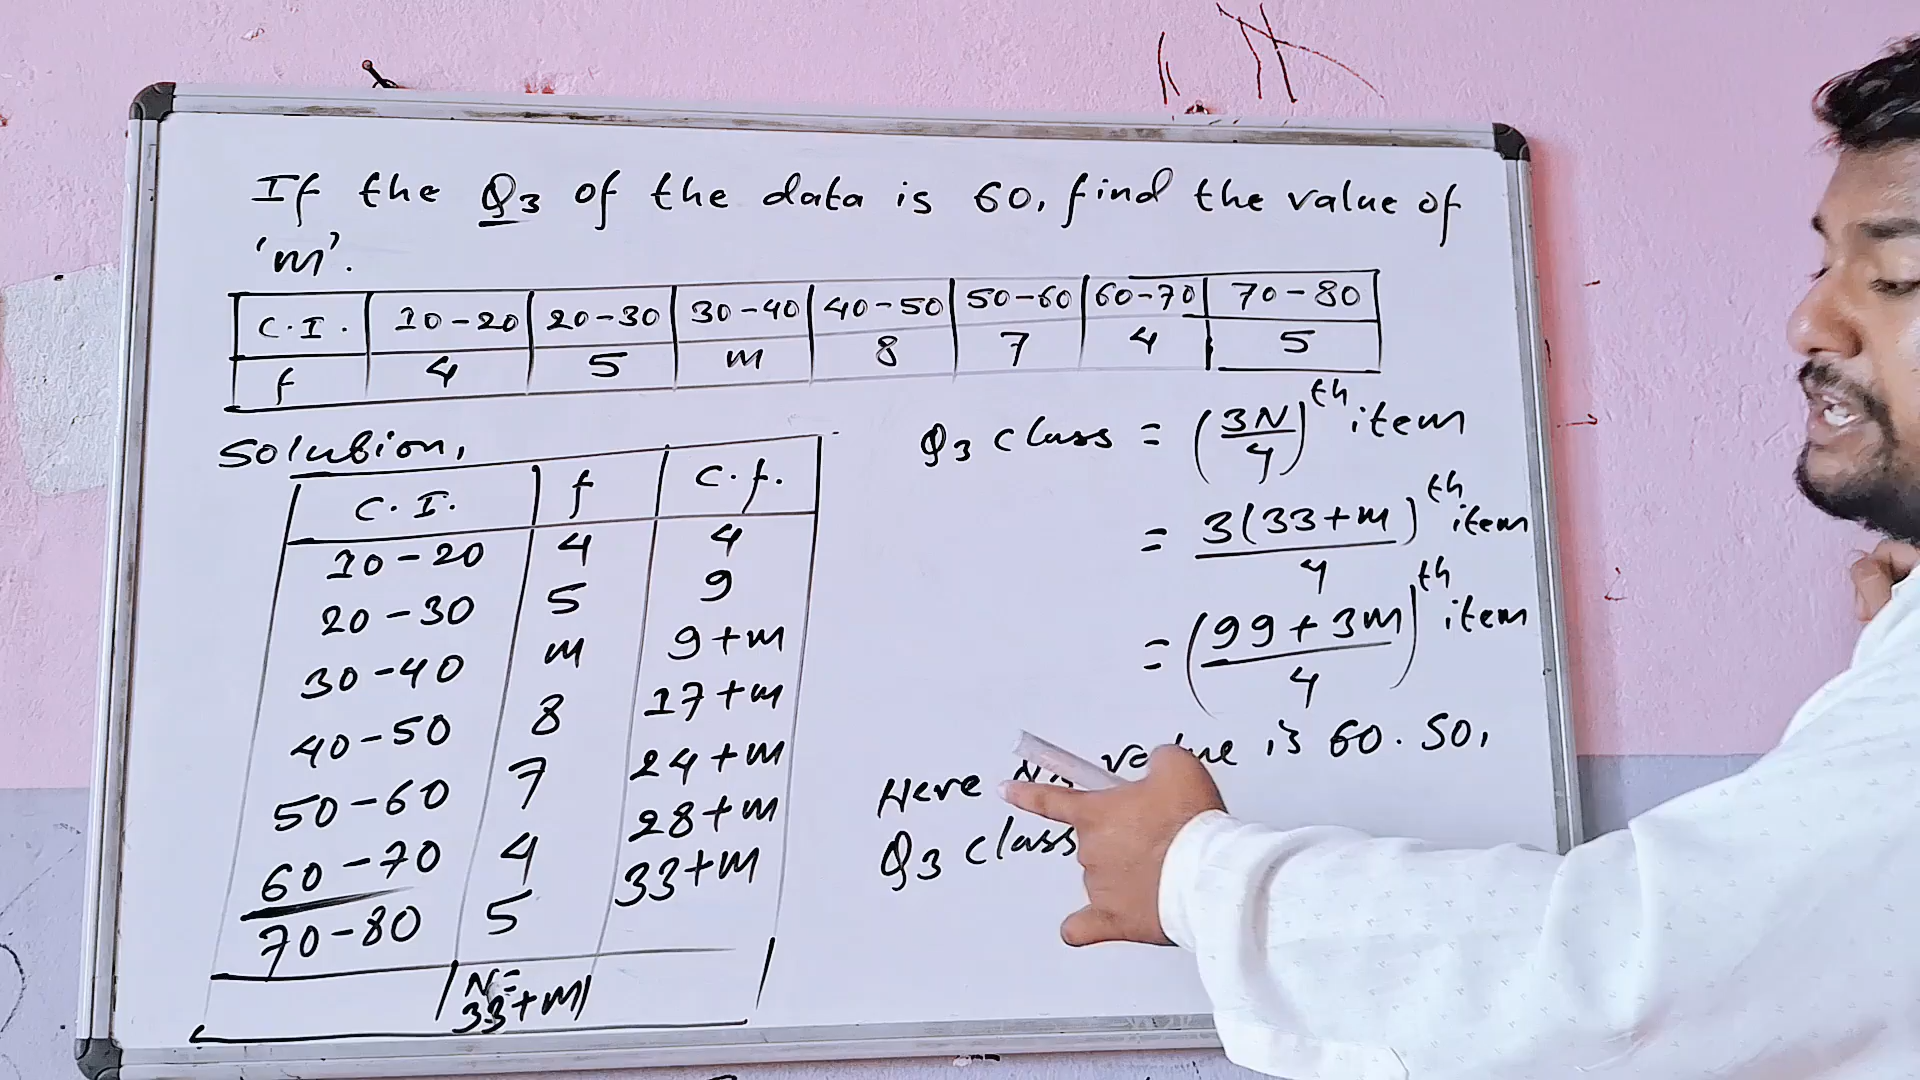 If the Q3 of the data is 60, find the value of
'm'.
C.I. 10-20 20-30 30-40 40-50 50-60 60-70 70-80
f 4 5 m 8 7 4 5
Solution,
C.I. f c.f.
10-20 4 4
20-30 5 9
30-40 m 9+m
40-50 8 17+m
50-60 7 24+m
60-70 4 28+m
70-80 5 33+m
N=
33+m
Q3 class = (3N/4)th item
= 3(33+m)/4 th item
= (99+3m/4)th item
Here value is 60. So,
Q3 class